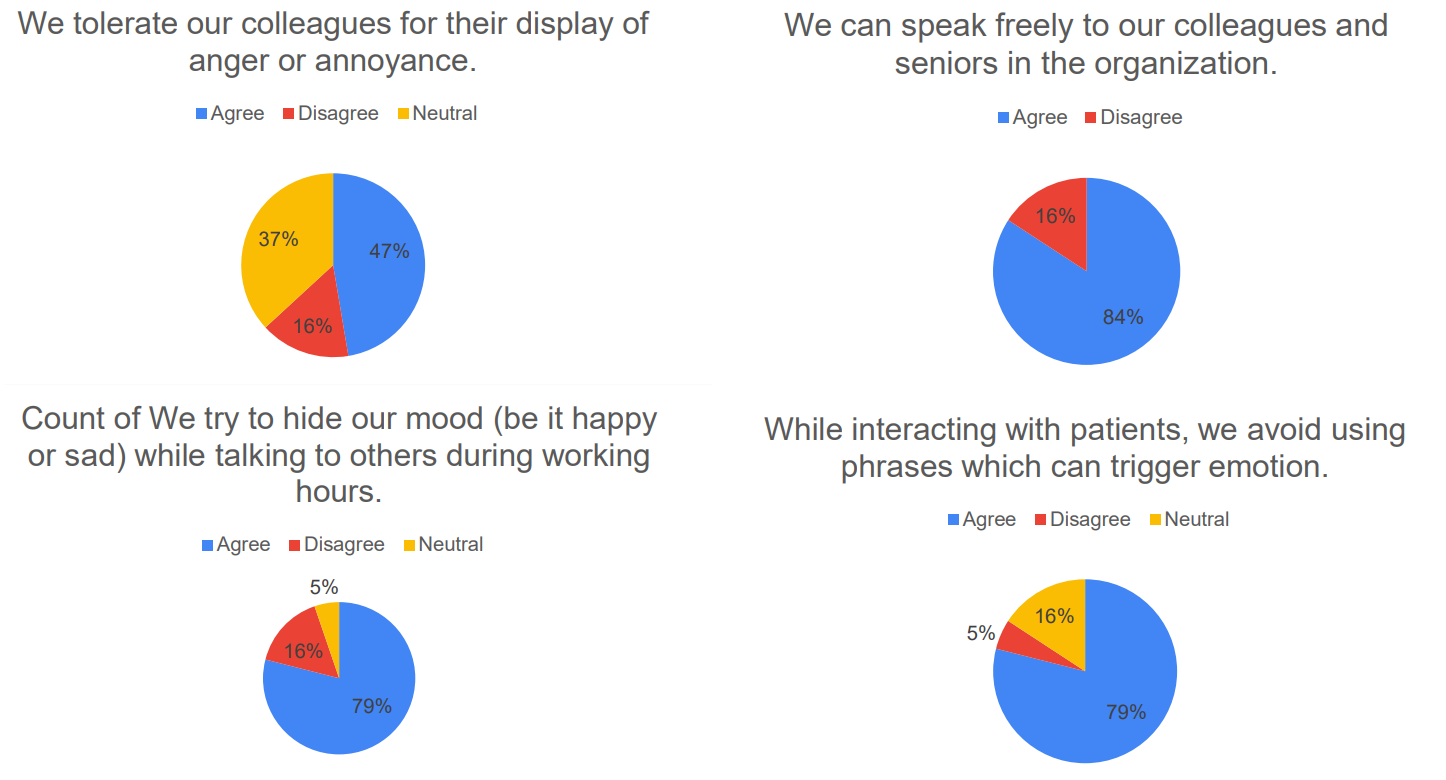 We tolerate our colleagues for their display of
anger or annoyance.
Agree Disagree Neutral
37%
47%
16%
We can speak freely to our colleagues and
seniors in the organization.
Agree Disagree
16%
84%
Count of We try to hide our mood (be it happy
or sad) while talking to others during working
hours.
Agree Disagree Neutral
5%
16%
79%
While interacting with patients, we avoid using
phrases which can trigger emotion.
Agree Disagree Neutral
16%
5%
79%